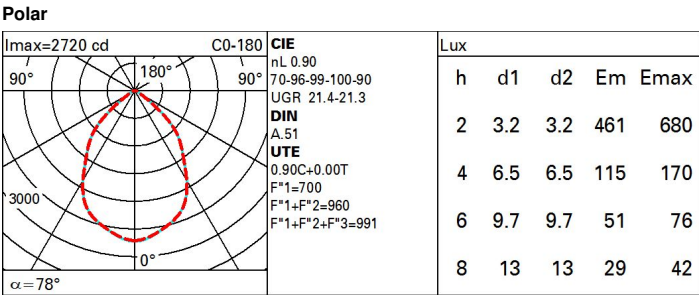 Polar
Imax=2720 cd C0-180
90° 180° 90°
3000
0°
α=78°
CIE
nL 0.90
70-96-99-100-90
UGR 21.4-21.3
DIN
A.51
UTE
0.90C+0.00T
F"1=700
F"1+F"2=960
F"1+F"2+F"3=991
Lux
h d1 d2 Em Emax
2 3.2 3.2 461 680
4 6.5 6.5 115 170
6 9.7 9.7 51 76
8 13 13 29 42